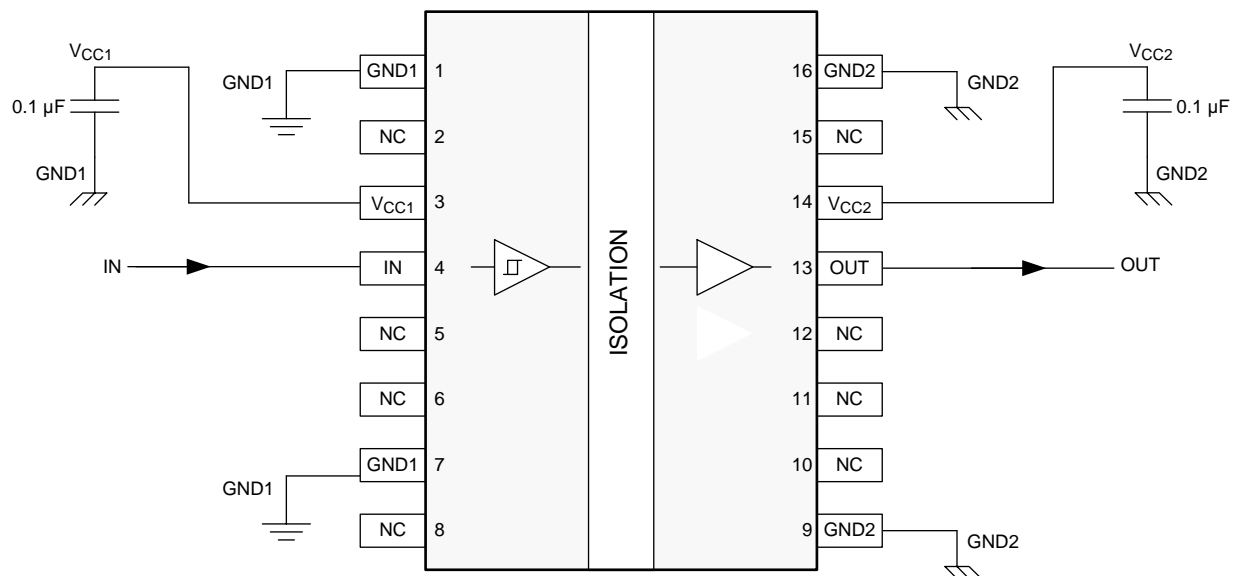 VCC1
0.1 µF
GND1
GND1
GND1 1
NC 2
VCC1 3
IN
IN 4
NC 5
NC 6
GND1
GND1 7
NC 8
ISOLATION
16 GND2
15 NC
14 VCC2
13 OUT
12 NC
11 NC
10 NC
9 GND2
GND2
VCC2
0.1 µF
GND2
OUT
GND2